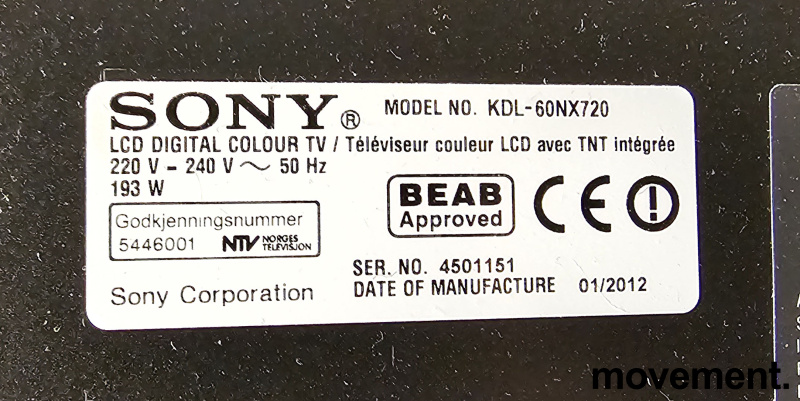 SONY® MODEL NO. KDL-60NX720
LCD DIGITAL COLOUR TV / Téléviseur couleur LCD avec TNT intégrée
220 V - 240 V ~ 50 Hz
193 W
BEAB
Approved
CE
Godkjenningsnummer
5446001 NTV NORGES
TELEVISJON
SER. NO. 4501151
DATE OF MANUFACTURE 01/2012
Sony Corporation
movement.